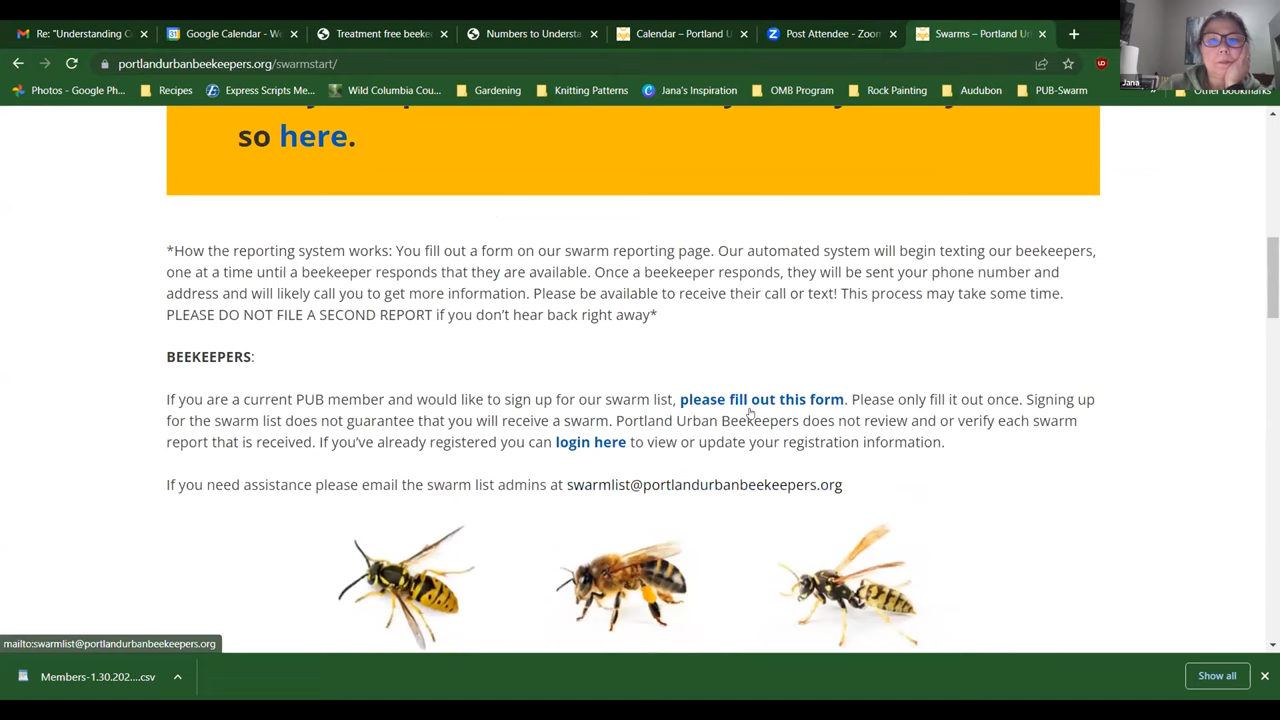 Re: "Understanding C
Google Calendar - We
Treatment free beeke
Numbers to Understa
Calendar – Portland U
Post Attendee - Zoom
Swarms – Portland Ur
portlandurbanbeekeepers.org/swarmstart/
Photos - Google Ph...
Recipes
Express Scripts Me...
Wild Columbia Cou...
Gardening
Knitting Patterns
Jana's Inspiration
OMB Program
Rock Painting
Audubon
PUB-Swarm
»
Other bookmarks
Jana
so here.
*How the reporting system works: You fill out a form on our swarm reporting page. Our automated system will begin texting our beekeepers,
one at a time until a beekeeper responds that they are available. Once a beekeeper responds, they will be sent your phone number and
address and will likely call you to get more information. Please be available to receive their call or text! This process may take some time.
PLEASE DO NOT FILE A SECOND REPORT if you don't hear back right away*
BEEKEEPERS:
If you are a current PUB member and would like to sign up for our swarm list, please fill out this form. Please only fill it out once. Signing up
for the swarm list does not guarantee that you will receive a swarm. Portland Urban Beekeepers does not review and or verify each swarm
report that is received. If you've already registered you can login here to view or update your registration information.
If you need assistance please email the swarm list admins at swarmlist@portlandurbanbeekeepers.org
mailto:swarmlist@portlandurbanbeekeepers.org
Members-1.30.202....csv
Show all